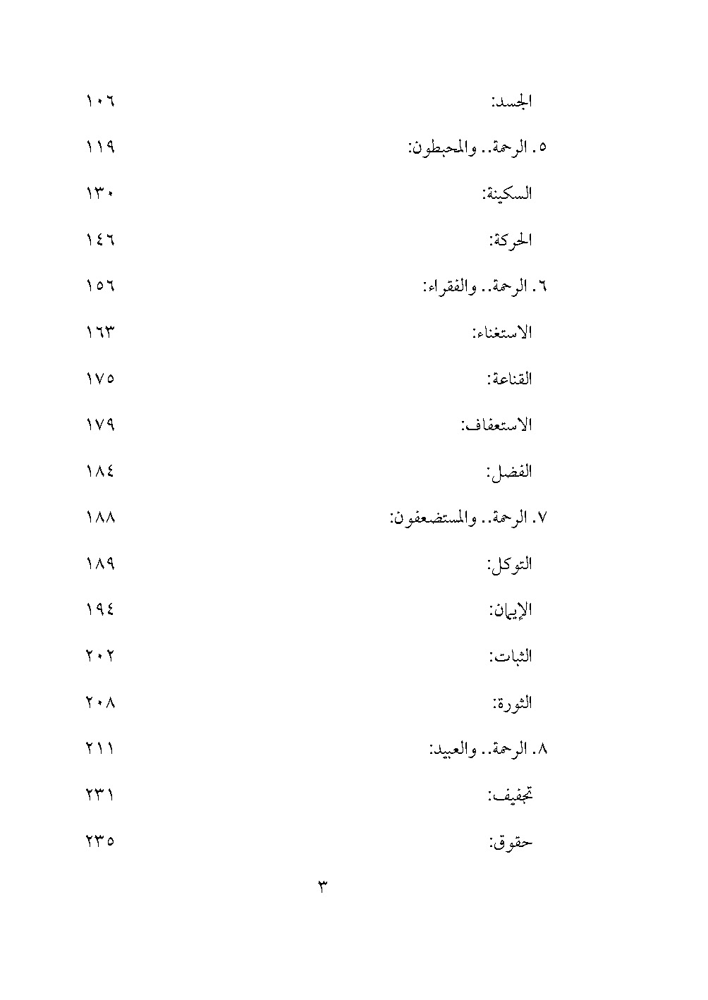 الجسد: ١٠٦
٥. الرحمة.. والمحبطون: ١١٩
السكينة: ١٣٠
الحركة: ١٤٦
٦. الرحمة.. والفقراء: ١٥٦
الاستغناء: ١٦٣
القناعة: ١٧٥
الاستعفاف: ١٧٩
الفضل: ١٨٤
٧. الرحمة.. والمستضعفون: ١٨٨
التوكل: ١٨٩
الإيمان: ١٩٤
الثبات: ٢٠٢
الثورة: ٢٠٨
٨. الرحمة.. والعبيد: ٢١١
تجفيف: ٢٣١
حقوق: ٢٣٥
٣